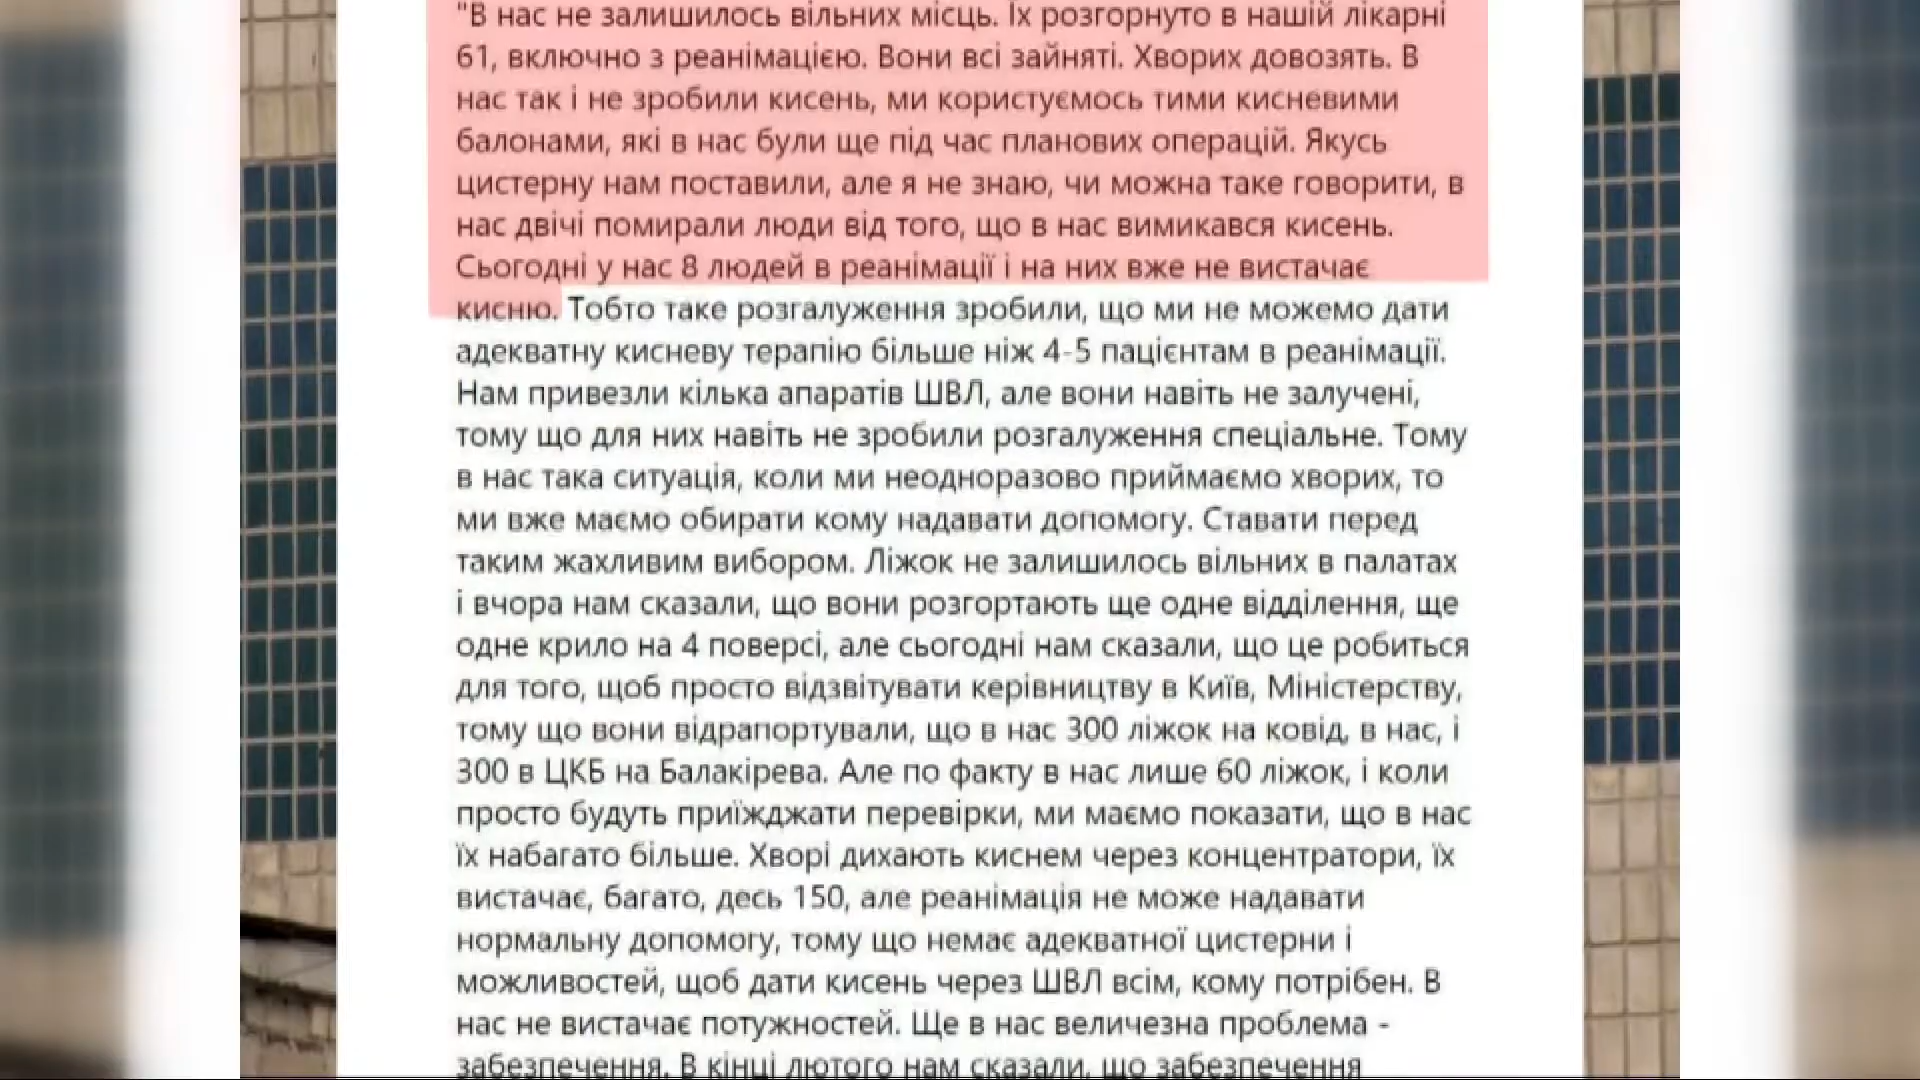 "В нас не залишилось вільних місць. Їх розгорнуто в нашій лікарні
61, включно з реанімацією. Вони всі зайняті. Хворих довозять. В
нас так і не зробили кисень, ми користуємось тими кисневими
балонами, які в нас були ще під час планових операцій. Якусь
цистерну нам поставили, але я не знаю, чи можна таке говорити, в
нас двічі помирали люди від того, що в нас вимикався кисень.
Сьогодні у нас 8 людей в реанімації і на них вже не вистачає
кисню. Тобто таке розгалуження зробили, що ми не можемо дати
адекватну кисневу терапію більше ніж 4-5 пацієнтам в реанімації.
Нам привезли кілька апаратів ШВЛ, але вони навіть не залучені,
тому що для них навіть не зробили розгалуження спеціальне. Тому
в нас така ситуація, коли ми неодноразово приймаємо хворих, то
ми вже маємо обирати кому надавати допомогу. Ставати перед
таким жахливим вибором. Ліжок не залишилось вільних в палатах
і вчора нам сказали, що вони розгортають ще одне відділення, ще
одне крило на 4 поверсі, але сьогодні нам сказали, що це робиться
для того, щоб просто відзвітувати керівництву в Київ, Міністерству,
тому що вони відрапортували, що в нас 300 ліжок на ковід, в нас, і
300 в ЦКБ на Балакірева. Але по факту в нас лише 60 ліжок, і коли
просто будуть приїжджати перевірки, ми маємо показати, що в нас
їх набагато більше. Хворі дихають киснем через концентратори, їх
вистачає, багато, десь 150, але реанімація не може надавати
нормальну допомогу, тому що немає адекватної цистерни і
можливостей, щоб дати кисень через ШВЛ всім, кому потрібен. В
нас не вистачає потужностей. Ще в нас величезна проблема -
забезпечення. В кінці лютого нам сказали, що забезпечення